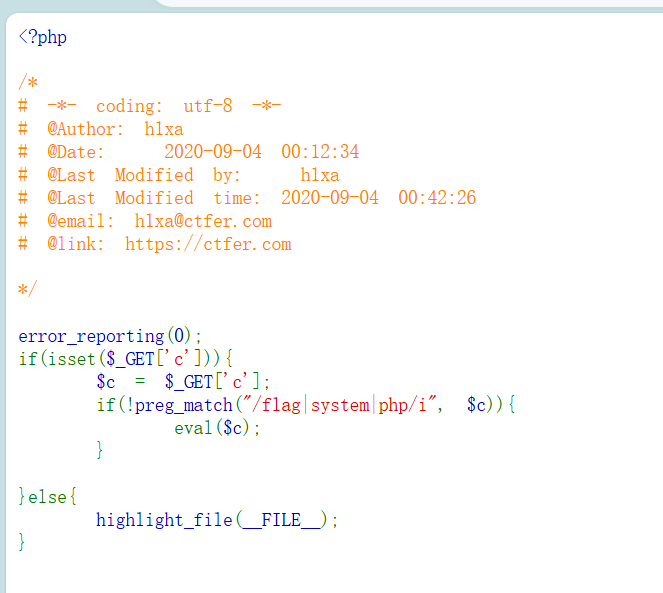 <?php
/*
# -*- coding: utf-8 -*-
# @Author: h1xa
# @Date:   2020-09-04 00:12:34
# @Last Modified by:   h1xa
# @Last Modified time: 2020-09-04 00:42:26
# @email: h1xa@ctfer.com
# @link: https://ctfer.com
*/
error_reporting(0);
if(isset($_GET['c'])){
    $c = $_GET['c'];
    if(!preg_match("/flag|system|php/i", $c)){
        eval($c);
    }
}else{
    highlight_file(__FILE__);
}